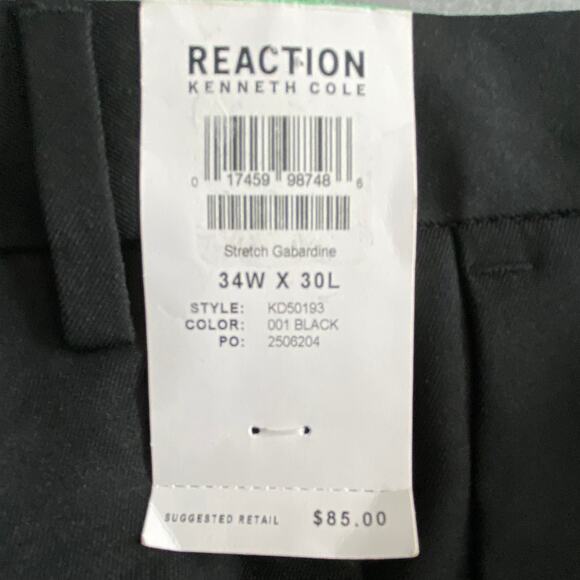 REACTION
KENNETH COLE
0 17459 98748 6
Stretch Gabardine
34W X 30L
STYLE: KD50193
COLOR: 001 BLACK
PO: 2506204
SUGGESTED RETAIL $85.00